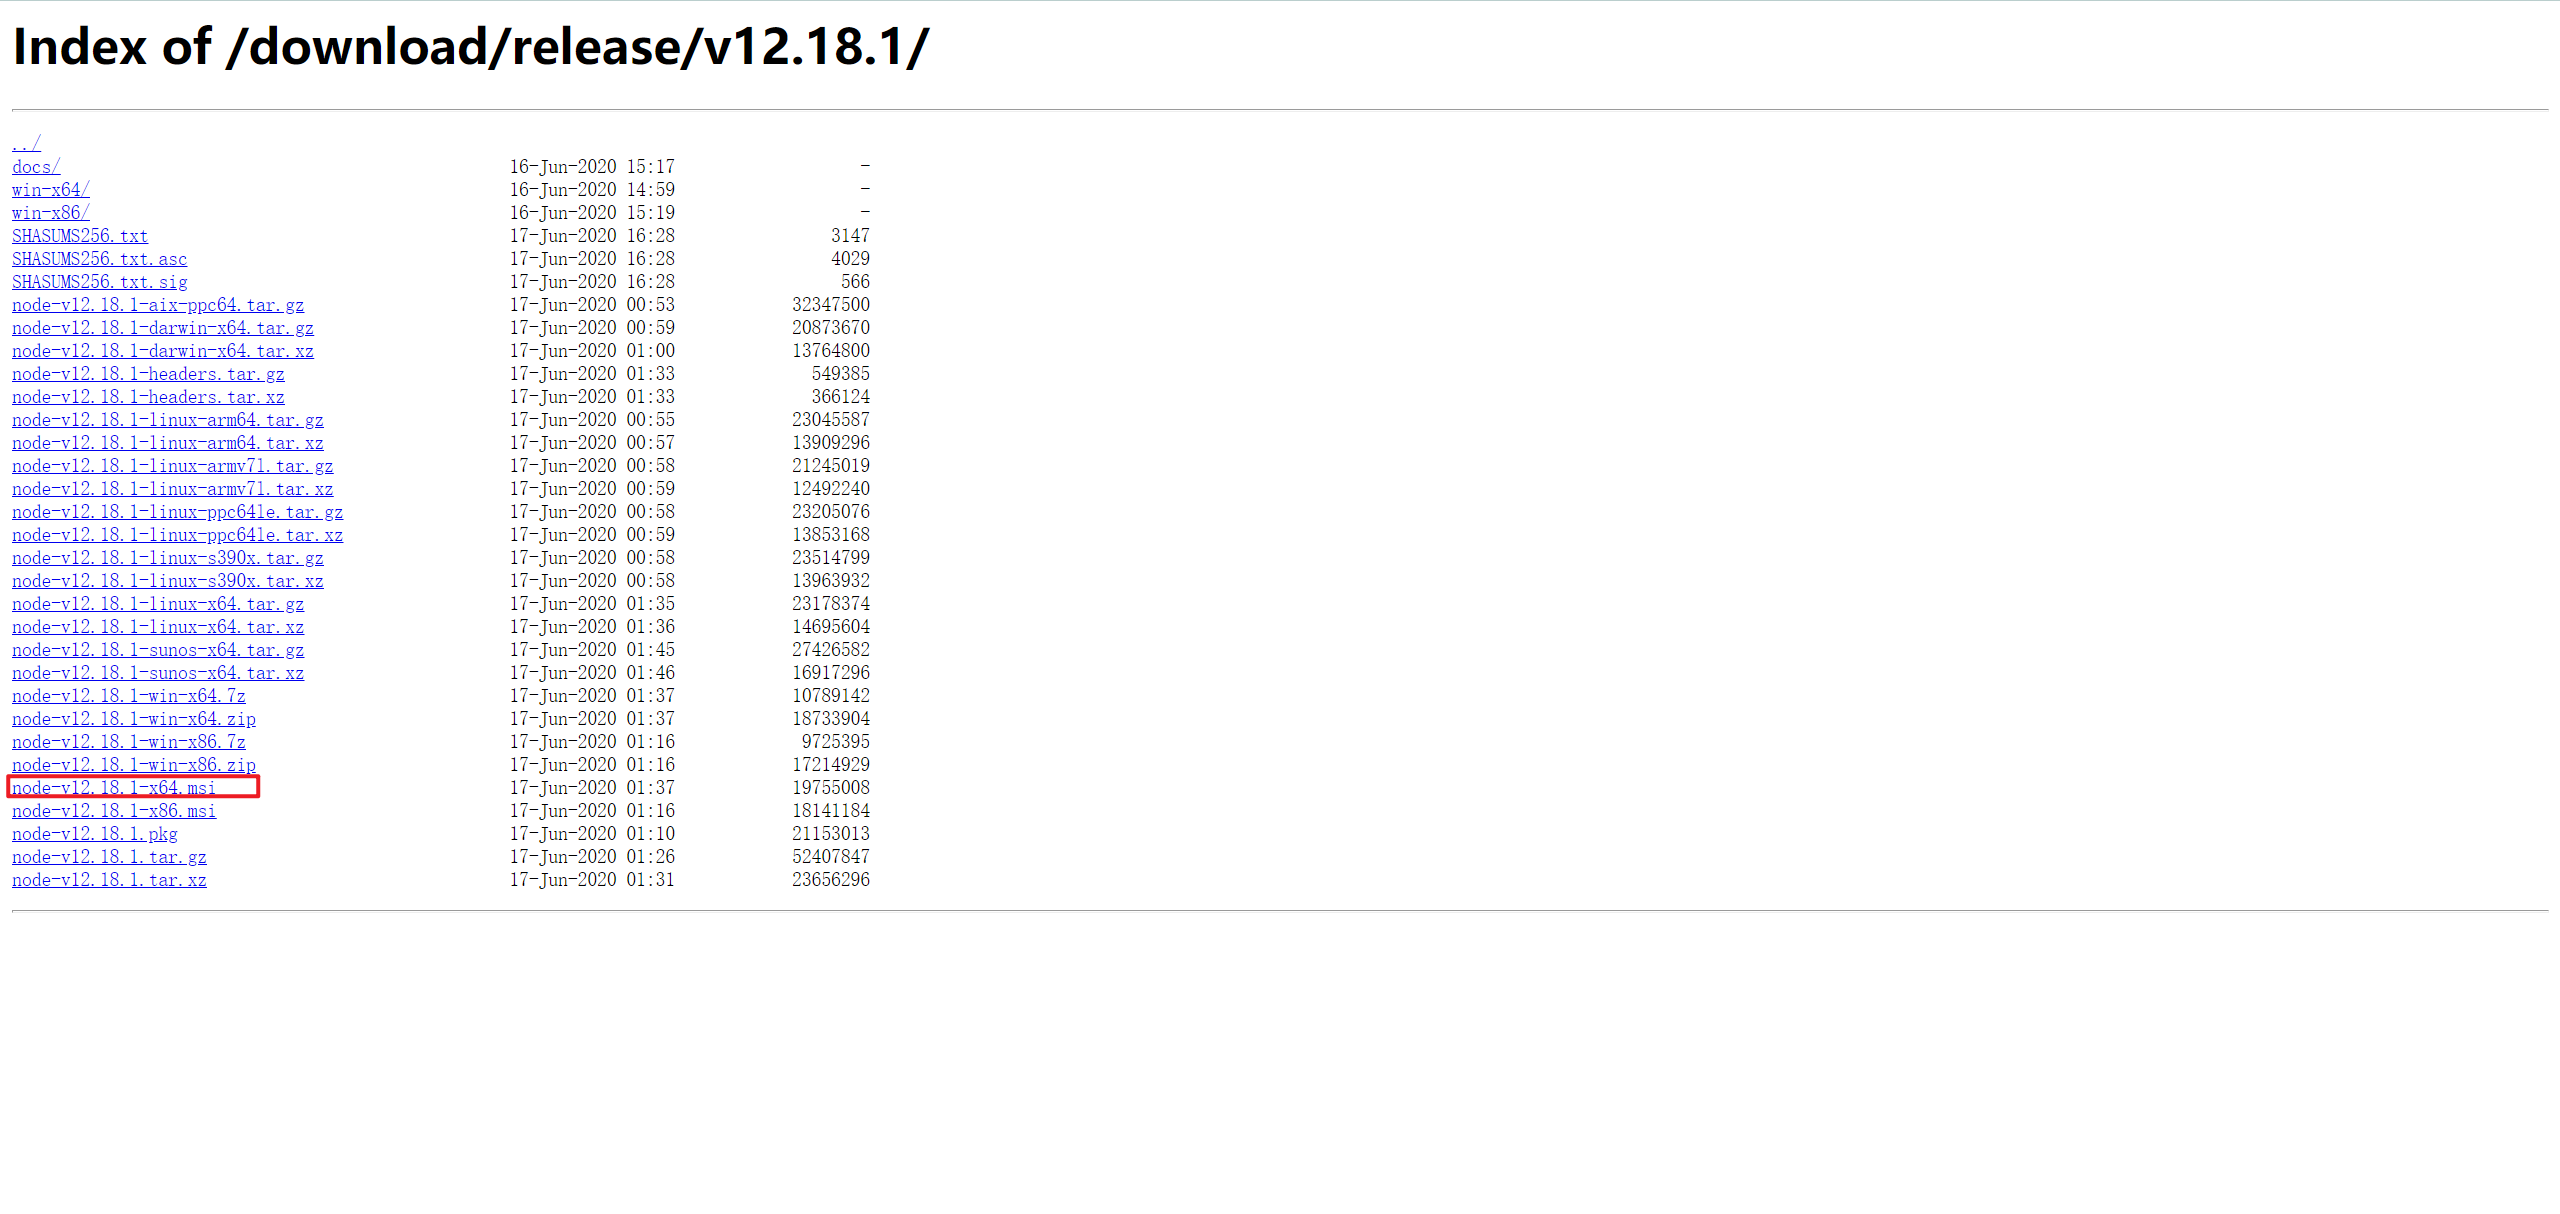 Index of /download/release/v12.18.1/
../
docs/ 16-Jun-2020 15:17 -
win-x64/ 16-Jun-2020 14:59 -
win-x86/ 16-Jun-2020 15:19 -
SHASUMS256.txt 17-Jun-2020 16:28 3147
SHASUMS256.txt.asc 17-Jun-2020 16:28 4029
SHASUMS256.txt.sig 17-Jun-2020 16:28 566
node-v12.18.1-aix-ppc64.tar.gz 17-Jun-2020 00:53 32347500
node-v12.18.1-darwin-x64.tar.gz 17-Jun-2020 00:59 20873670
node-v12.18.1-darwin-x64.tar.xz 17-Jun-2020 01:00 13764800
node-v12.18.1-headers.tar.gz 17-Jun-2020 01:33 549385
node-v12.18.1-headers.tar.xz 17-Jun-2020 01:33 366124
node-v12.18.1-linux-arm64.tar.gz 17-Jun-2020 00:55 23045587
node-v12.18.1-linux-arm64.tar.xz 17-Jun-2020 00:57 13909296
node-v12.18.1-linux-armv7l.tar.gz 17-Jun-2020 00:58 21245019
node-v12.18.1-linux-armv7l.tar.xz 17-Jun-2020 00:59 12492240
node-v12.18.1-linux-ppc64le.tar.gz 17-Jun-2020 00:58 23205076
node-v12.18.1-linux-ppc64le.tar.xz 17-Jun-2020 00:59 13853168
node-v12.18.1-linux-s390x.tar.gz 17-Jun-2020 00:58 23514799
node-v12.18.1-linux-s390x.tar.xz 17-Jun-2020 00:58 13963932
node-v12.18.1-linux-x64.tar.gz 17-Jun-2020 01:35 23178374
node-v12.18.1-linux-x64.tar.xz 17-Jun-2020 01:36 14695604
node-v12.18.1-sunos-x64.tar.gz 17-Jun-2020 01:45 27426582
node-v12.18.1-sunos-x64.tar.xz 17-Jun-2020 01:46 16917296
node-v12.18.1-win-x64.7z 17-Jun-2020 01:37 10789142
node-v12.18.1-win-x64.zip 17-Jun-2020 01:37 18733904
node-v12.18.1-win-x86.7z 17-Jun-2020 01:16 9725395
node-v12.18.1-win-x86.zip 17-Jun-2020 01:16 17214929
node-v12.18.1-x64.msi 17-Jun-2020 01:37 19755008
node-v12.18.1-x86.msi 17-Jun-2020 01:16 18141184
node-v12.18.1.pkg 17-Jun-2020 01:10 21153013
node-v12.18.1.tar.gz 17-Jun-2020 01:26 52407847
node-v12.18.1.tar.xz 17-Jun-2020 01:31 23656296